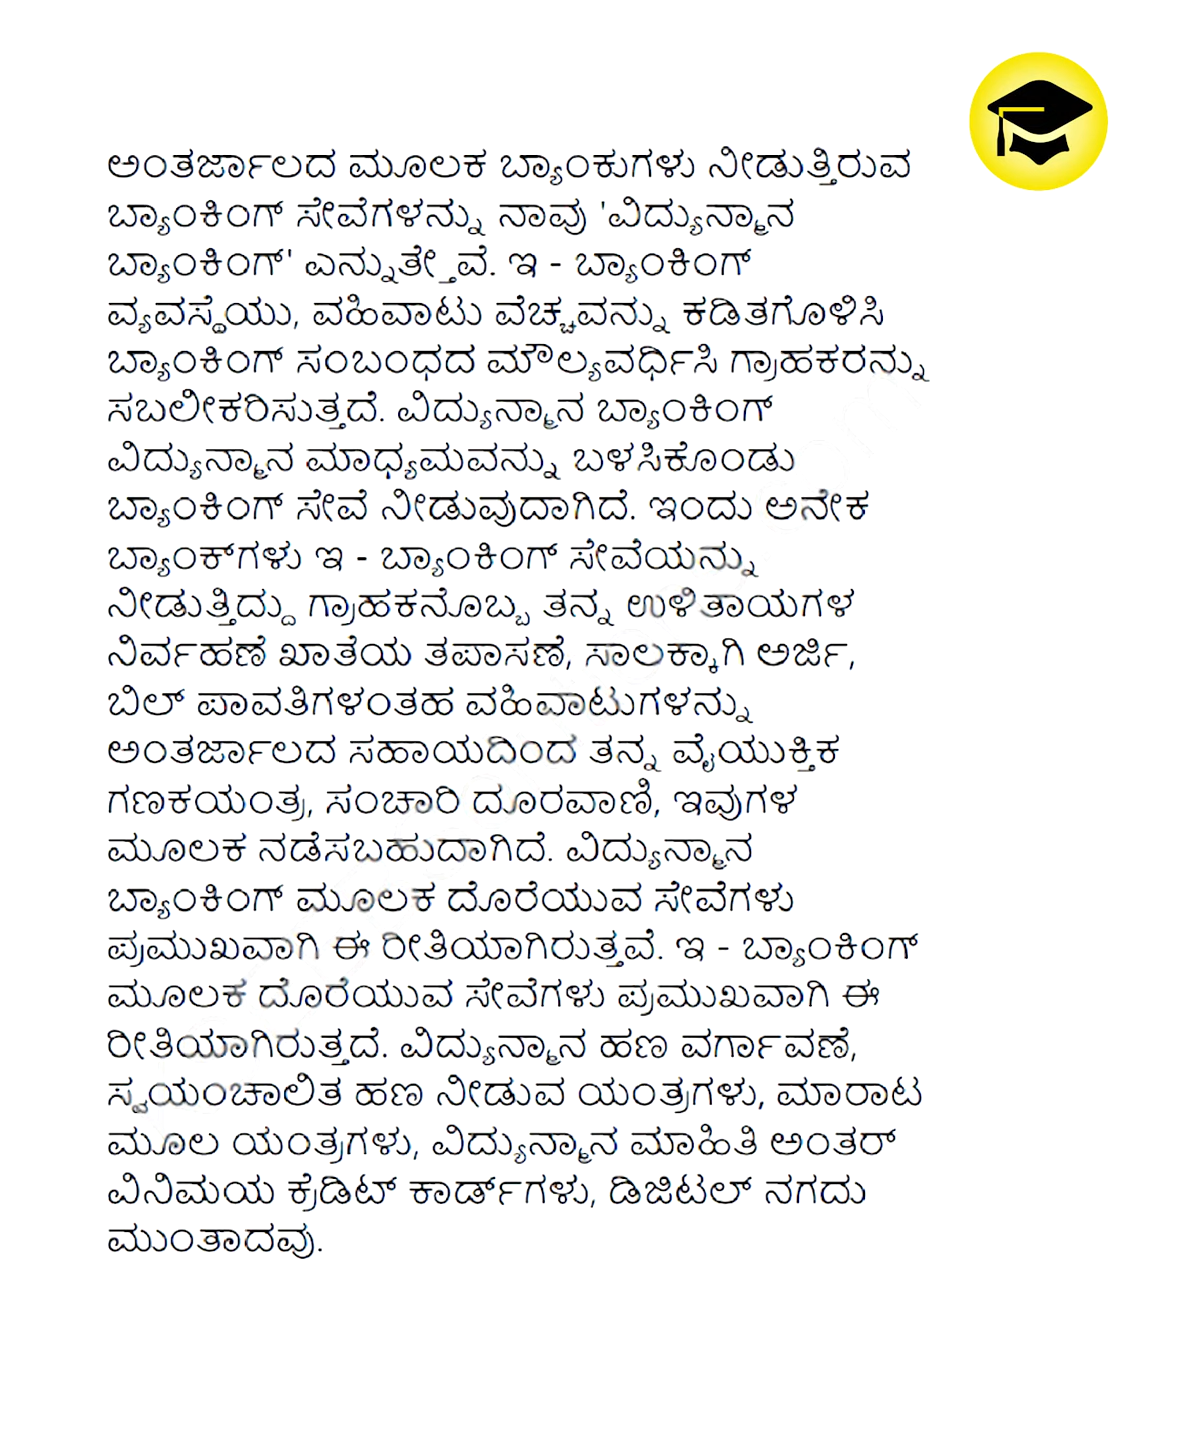 ಅಂತರ್ಜಾಲದ ಮೂಲಕ ಬ್ಯಾಂಕುಗಳು ನೀಡುತ್ತಿರುವ
ಬ್ಯಾಂಕಿಂಗ್ ಸೇವೆಗಳನ್ನು ನಾವು 'ವಿದ್ಯುನ್ಮಾನ
ಬ್ಯಾಂಕಿಂಗ್' ಎನ್ನುತ್ತೇವೆ. ಇ - ಬ್ಯಾಂಕಿಂಗ್
ವ್ಯವಸ್ಥೆಯು, ವಹಿವಾಟು ವೆಚ್ಚವನ್ನು ಕಡಿತಗೊಳಿಸಿ
ಬ್ಯಾಂಕಿಂಗ್ ಸಂಬಂಧದ ಮೌಲ್ಯವರ್ಧಿಸಿ ಗ್ರಾಹಕರನ್ನು
ಸಬಲೀಕರಿಸುತ್ತದೆ. ವಿದ್ಯುನ್ಮಾನ ಬ್ಯಾಂಕಿಂಗ್
ವಿದ್ಯುನ್ಮಾನ ಮಾಧ್ಯಮವನ್ನು ಬಳಸಿಕೊಂಡು
ಬ್ಯಾಂಕಿಂಗ್ ಸೇವೆ ನೀಡುವುದಾಗಿದೆ. ಇಂದು ಅನೇಕ
ಬ್ಯಾಂಕ್‌ಗಳು ಇ - ಬ್ಯಾಂಕಿಂಗ್ ಸೇವೆಯನ್ನು
ನೀಡುತ್ತಿದ್ದು ಗ್ರಾಹಕನೊಬ್ಬ ತನ್ನ ಉಳಿತಾಯಗಳ
ನಿರ್ವಹಣೆ ಖಾತೆಯ ತಪಾಸಣೆ, ಸಾಲಕ್ಕಾಗಿ ಅರ್ಜಿ,
ಬಿಲ್ ಪಾವತಿಗಳಂತಹ ವಹಿವಾಟುಗಳನ್ನು
ಅಂತರ್ಜಾಲದ ಸಹಾಯದಿಂದ ತನ್ನ ವೈಯುಕ್ತಿಕ
ಗಣಕಯಂತ್ರ, ಸಂಚಾರಿ ದೂರವಾಣಿ, ಇವುಗಳ
ಮೂಲಕ ನಡೆಸಬಹುದಾಗಿದೆ. ವಿದ್ಯುನ್ಮಾನ
ಬ್ಯಾಂಕಿಂಗ್ ಮೂಲಕ ದೊರೆಯುವ ಸೇವೆಗಳು
ಪ್ರಮುಖವಾಗಿ ಈ ರೀತಿಯಾಗಿರುತ್ತವೆ. ಇ - ಬ್ಯಾಂಕಿಂಗ್
ಮೂಲಕ ದೊರೆಯುವ ಸೇವೆಗಳು ಪ್ರಮುಖವಾಗಿ ಈ
ರೀತಿಯಾಗಿರುತ್ತದೆ. ವಿದ್ಯುನ್ಮಾನ ಹಣ ವರ್ಗಾವಣೆ,
ಸ್ವಯಂಚಾಲಿತ ಹಣ ನೀಡುವ ಯಂತ್ರಗಳು, ಮಾರಾಟ
ಮೂಲ ಯಂತ್ರಗಳು, ವಿದ್ಯುನ್ಮಾನ ಮಾಹಿತಿ ಅಂತರ್
ವಿನಿಮಯ ಕ್ರೆಡಿಟ್ ಕಾರ್ಡ್‌ಗಳು, ಡಿಜಿಟಲ್ ನಗದು
ಮುಂತಾದವು.